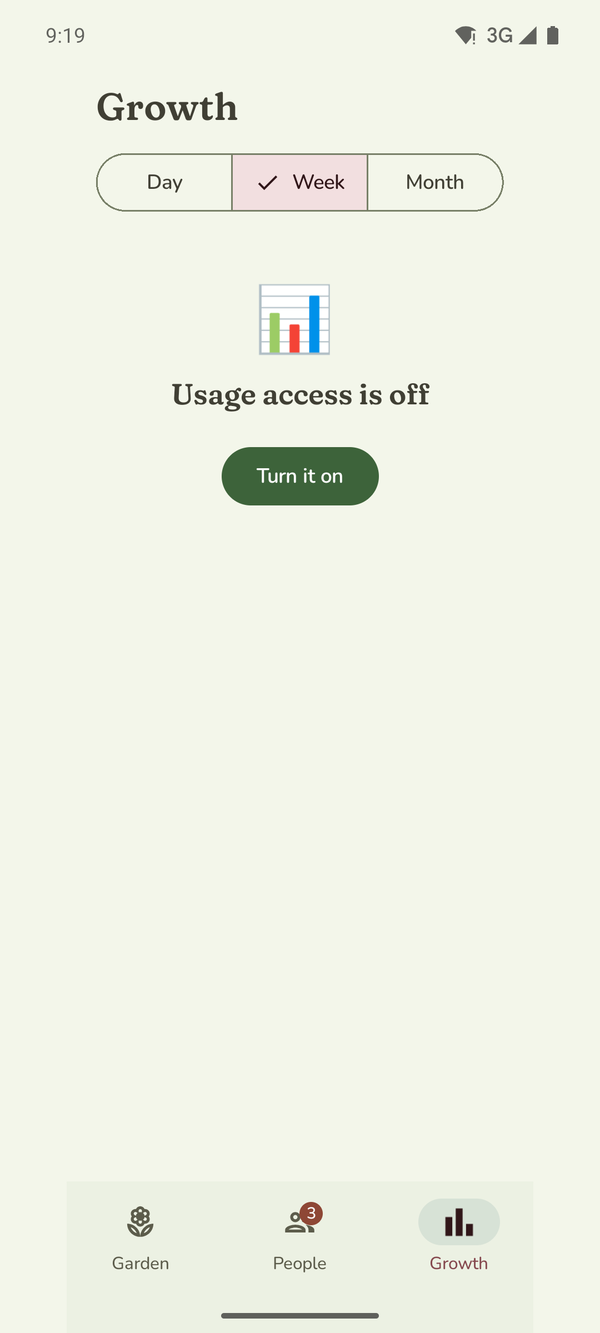 9:19
3G
Growth
Day
Week
Month
Usage access is off
Turn it on
3
Garden
People
Growth